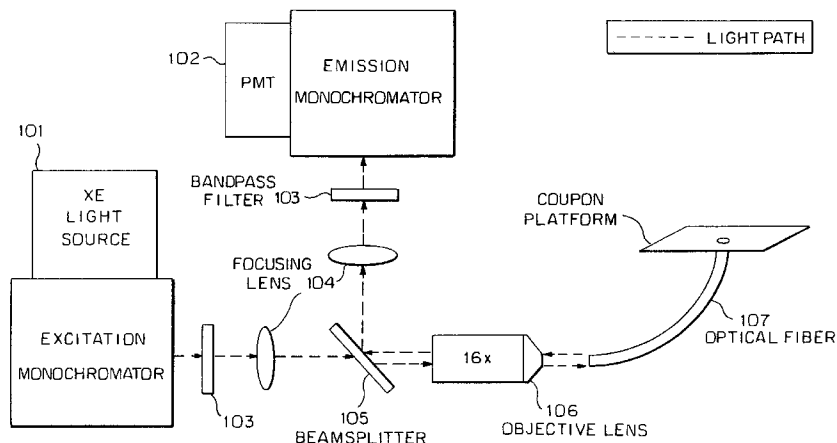 LIGHT PATH
102
PMT
EMISSION
MONOCHROMATOR
101
XE
LIGHT
SOURCE
BANDPASS
FILTER 103
COUPON
PLATFORM
FOCUSING
LENS 104
EXCITATION
MONOCHROMATOR
16x
107
OPTICAL FIBER
103
105
BEAMSPLITTER
106
OBJECTIVE LENS